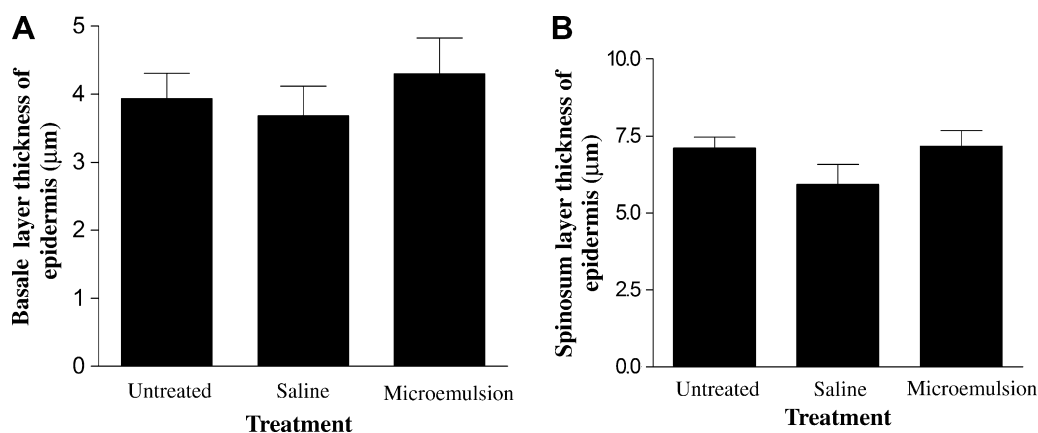 A
Basale layer thickness of
epidermis (μm)
5
4
3
2
1
0
Untreated
Saline
Microemulsion
Treatment
B
Spinosum layer thickness of
epidermis (μm)
10.0
7.5
5.0
2.5
0.0
Untreated
Saline
Microemulsion
Treatment